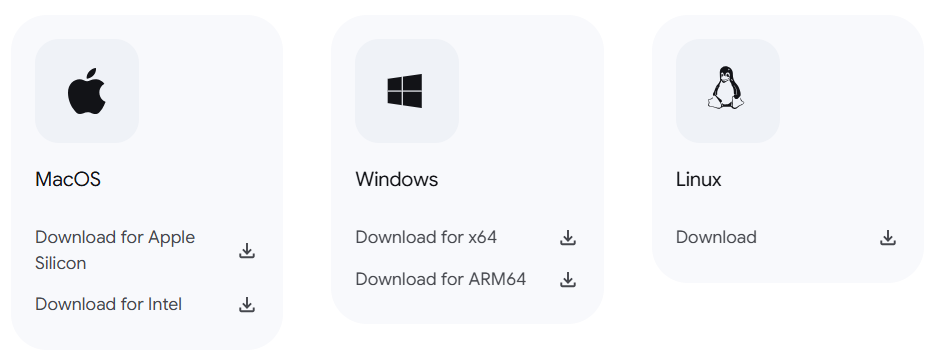 MacOS
Download for Apple
Silicon
Download for Intel
Windows
Download for x64
Download for ARM64
Linux
Download